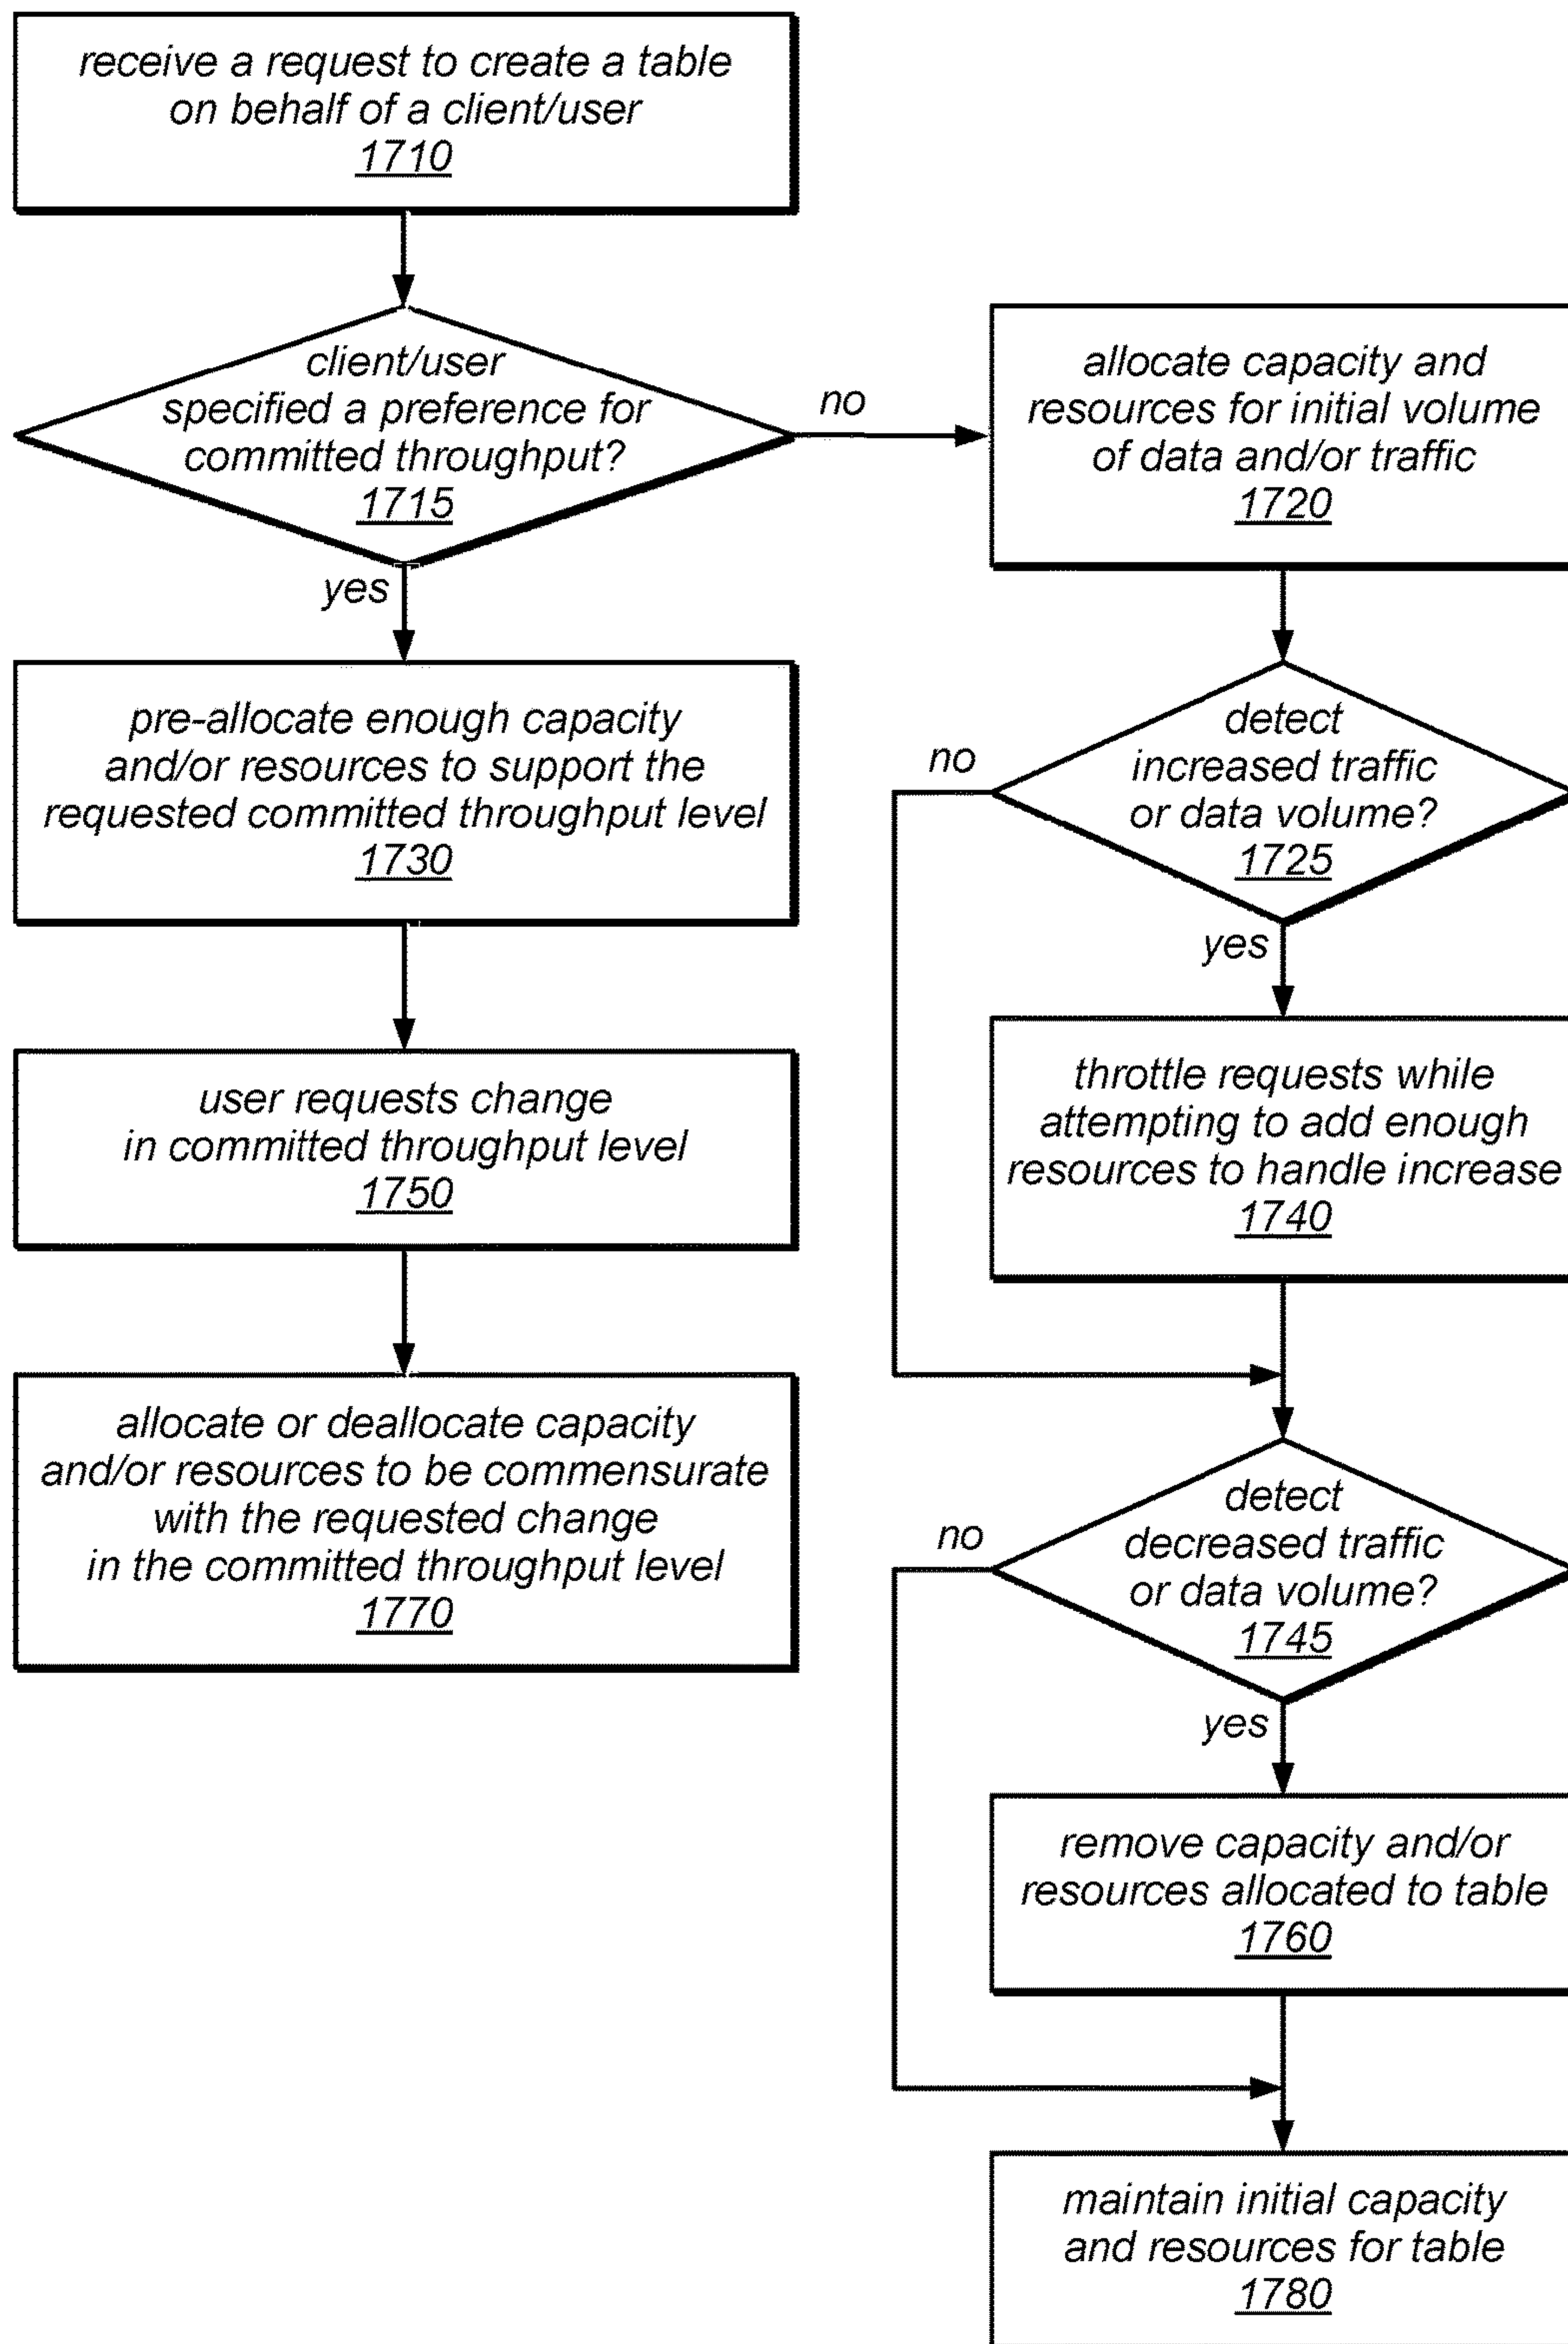 receive a request to create a table
on behalf of a client/user
1710
client/user
specified a preference for
committed throughput?
1715
no
yes
allocate capacity and
resources for initial volume
of data and/or traffic
1720
pre-allocate enough capacity
and/or resources to support the
requested committed throughput level
1730
detect
increased traffic
or data volume?
1725
no
yes
user requests change
in committed throughput level
1750
throttle requests while
attempting to add enough
resources to handle increase
1740
allocate or deallocate capacity
and/or resources to be commensurate
with the requested change
in the committed throughput level
1770
detect
decreased traffic
or data volume?
1745
no
yes
remove capacity and/or
resources allocated to table
1760
maintain initial capacity
and resources for table
1780